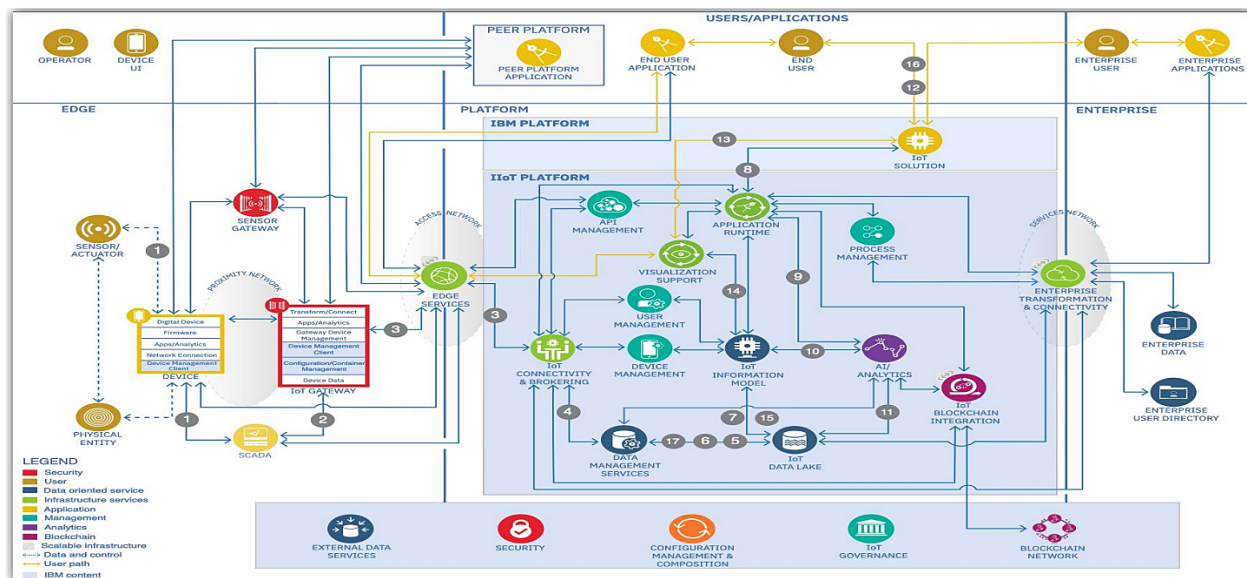 USERS/APPLICATIONS
OPERATOR
DEVICE
UI
PEER PLATFORM
PEER PLATFORM
APPLICATION
END USER
APPLICATION
END
USER
16
12
ENTERPRISE
USER
ENTERPRISE
APPLICATIONS
EDGE
PLATFORM
ENTERPRISE
IBM PLATFORM
13
IoT
SOLUTION
8
IIoT PLATFORM
SENSOR
GATEWAY
ACCESS NETWORK
API
MANAGEMENT
APPLICATION
RUNTIME
PROCESS
MANAGEMENT
SERVICES NETWORK
SENSOR/
ACTUATOR
1
PROXIMITY NETWORK
EDGE
SERVICES
VISUALIZATION
SUPPORT
14
9
ENTERPRISE
TRANSFORMATION
& CONNECTIVITY
Digital Device
Firmware
Apps/Analytics
Network Connection
Device Management
Client
DEVICE
Transform/Connect
Apps/Analytics
Gateway Device
Management
Device Management
Client
Configuration/Container
Management
Device Data
IoT GATEWAY
3
3
USER
MANAGEMENT
IoT
CONNECTIVITY
& BROKERING
DEVICE
MANAGEMENT
IoT
INFORMATION
MODEL
10
AI/
ANALYTICS
ENTERPRISE
DATA
PHYSICAL
ENTITY
1
2
SCADA
4
7
15
11
IoT
BLOCKCHAIN
INTEGRATION
ENTERPRISE
USER DIRECTORY
DATA
MANAGEMENT
SERVICES
17
6
5
IoT
DATA LAKE
LEGEND
Security
User
Data oriented service
Infrastructure services
Application
Management
Analytics
Blockchain
Scalable infrastructure
Data and control
User path
IBM content
EXTERNAL DATA
SERVICES
SECURITY
CONFIGURATION
MANAGEMENT &
COMPOSITION
IoT
GOVERNANCE
BLOCKCHAIN
NETWORK